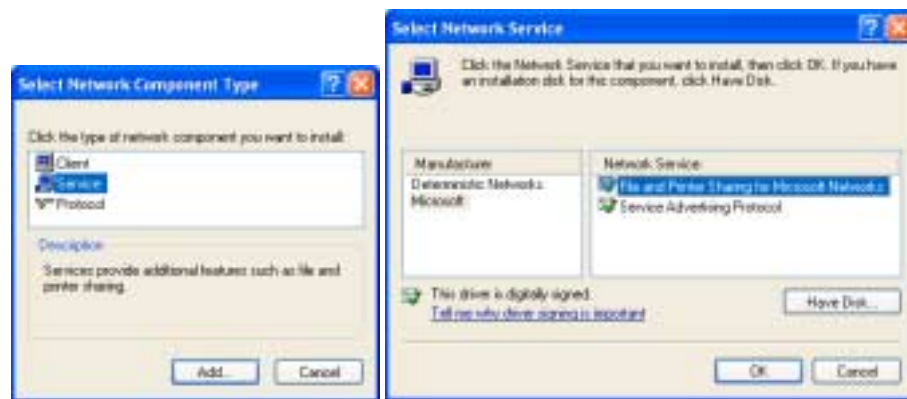 Select Network Component Type
Click the type of network component you want to install:
Client
Service
Protocol
Description
Services provide additional features such as file and
printer sharing.
Add...
Cancel
Select Network Service
Click the Network Service that you want to install, then click OK. If you have
an installation disk for this component, click Have Disk.
Manufacturer
Deterministic Networks
Microsoft
Network Service:
File and Printer Sharing for Microsoft Networks
Service Advertising Protocol
This driver is digitally signed.
Tell me why driver signing is important
Have Disk...
OK
Cancel